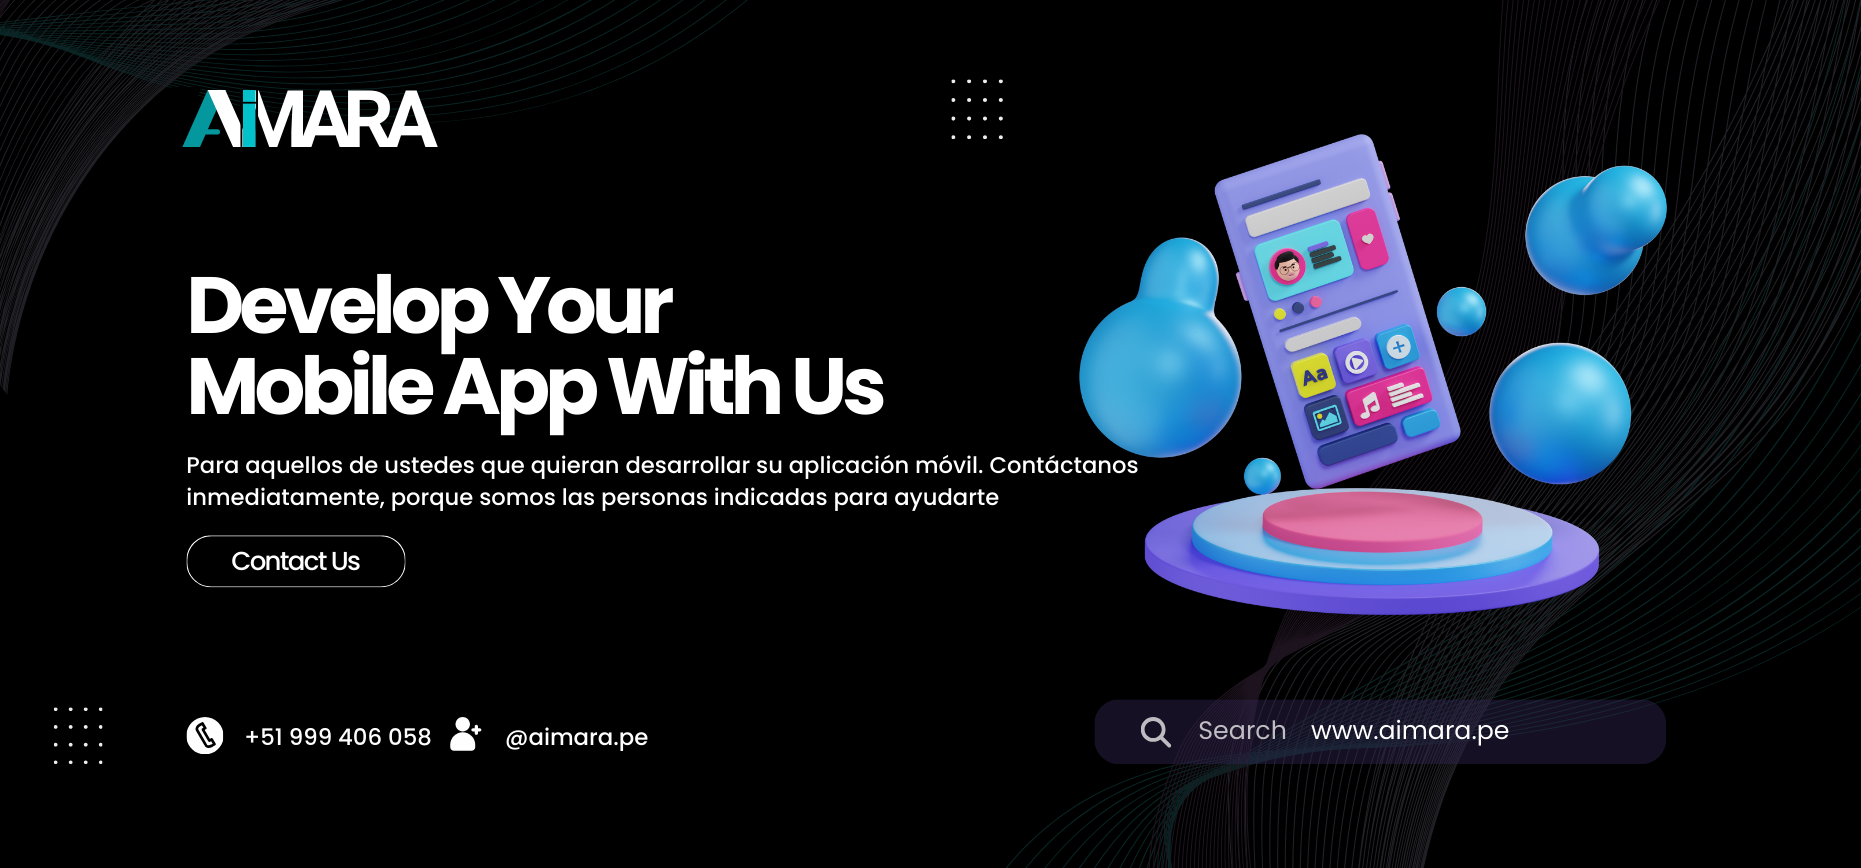 AiMARA
Develop Your
Mobile App With Us
Para aquellos de ustedes que quieran desarrollar su aplicación móvil. Contáctanos
inmediatamente, porque somos las personas indicadas para ayudarte
Contact Us
Aa
+51 999 406 058 @aimara.pe
Search www.aimara.pe